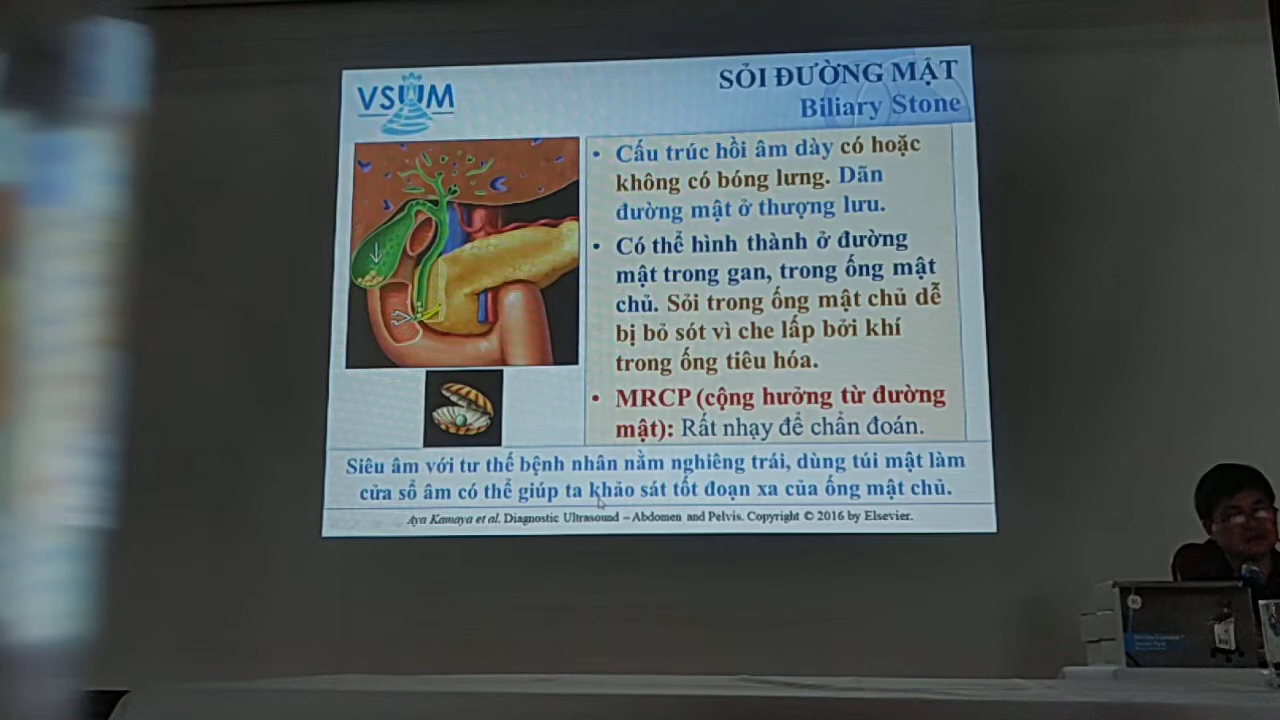 VSUM
SỎI ĐƯỜNG MẬT
Biliary Stone
• Cấu trúc hồi âm dày có hoặc
không có bóng lưng. Dãn
đường mật ở thượng lưu.
• Có thể hình thành ở đường
mật trong gan, trong ống mật
chủ. Sỏi trong ống mật chủ dễ
bị bỏ sót vì che lấp bởi khí
trong ống tiêu hóa.
• MRCP (cộng hưởng từ đường
mật): Rất nhạy để chẩn đoán.
Siêu âm với tư thế bệnh nhân nằm nghiêng trái, dùng túi mật làm
cửa sổ âm có thể giúp ta khảo sát tốt đoạn xa của ống mật chủ.
Aya Kamaya et al. Diagnostic Ultrasound – Abdomen and Pelvis. Copyright © 2016 by Elsevier.